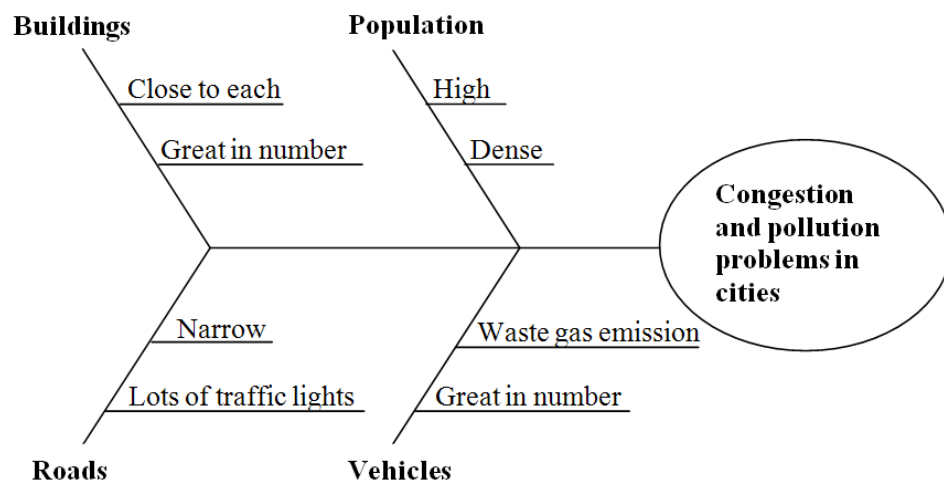 Buildings
Population
Close to each
High
Great in number
Dense
Congestion
and pollution
problems in
cities
Narrow
Waste gas emission
Lots of traffic lights
Great in number
Roads
Vehicles